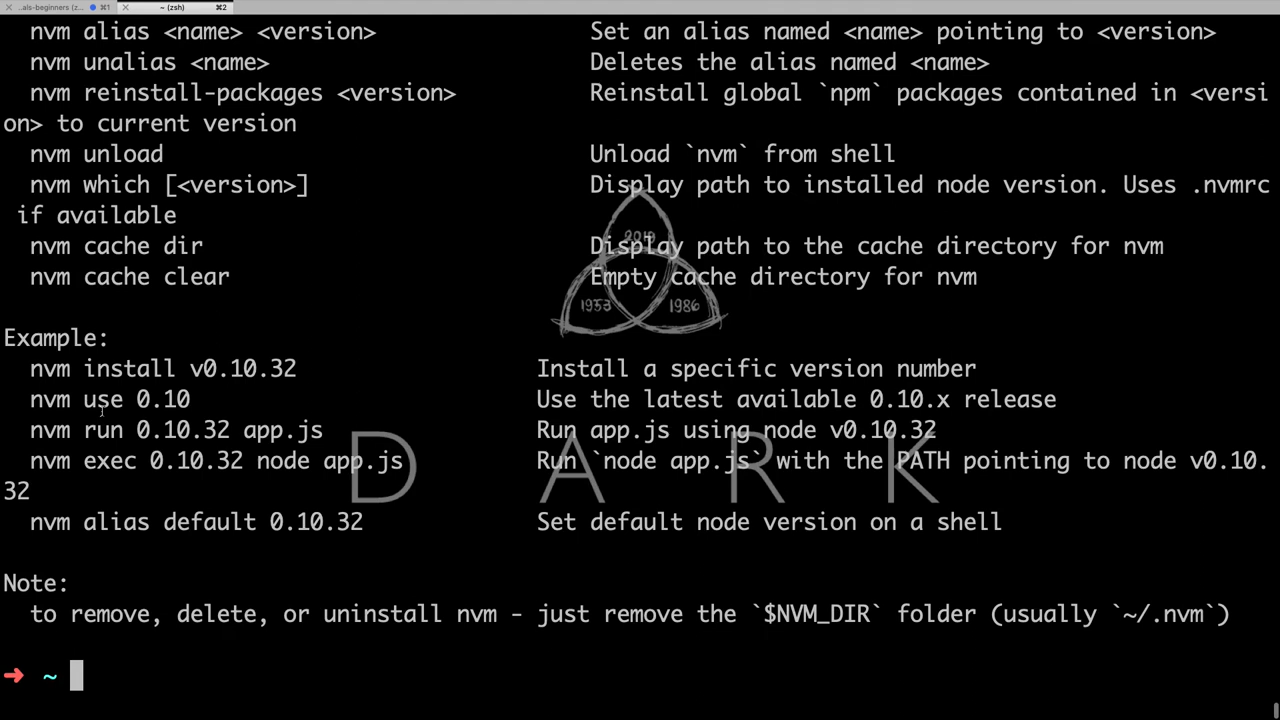 ..als-beginners (z... ⌘1 ~ (zsh) ⌘2
nvm alias <name> <version> Set an alias named <name> pointing to <version>
nvm unalias <name> Deletes the alias named <name>
nvm reinstall-packages <version> Reinstall global `npm` packages contained in <versi
on> to current version
nvm unload Unload `nvm` from shell
nvm which [<version>] Display path to installed node version. Uses .nvmrc
if available
nvm cache dir Display path to the cache directory for nvm
nvm cache clear Empty cache directory for nvm
2019
1953 1986
Example:
nvm install v0.10.32 Install a specific version number
nvm use 0.10 Use the latest available 0.10.x release
nvm run 0.10.32 app.js Run app.js using node v0.10.32
nvm exec 0.10.32 node app.js Run `node app.js` with the PATH pointing to node v0.10.
32
D A R K
nvm alias default 0.10.32 Set default node version on a shell
Note:
to remove, delete, or uninstall nvm - just remove the `$NVM_DIR` folder (usually `~/.nvm`)
➜ ~